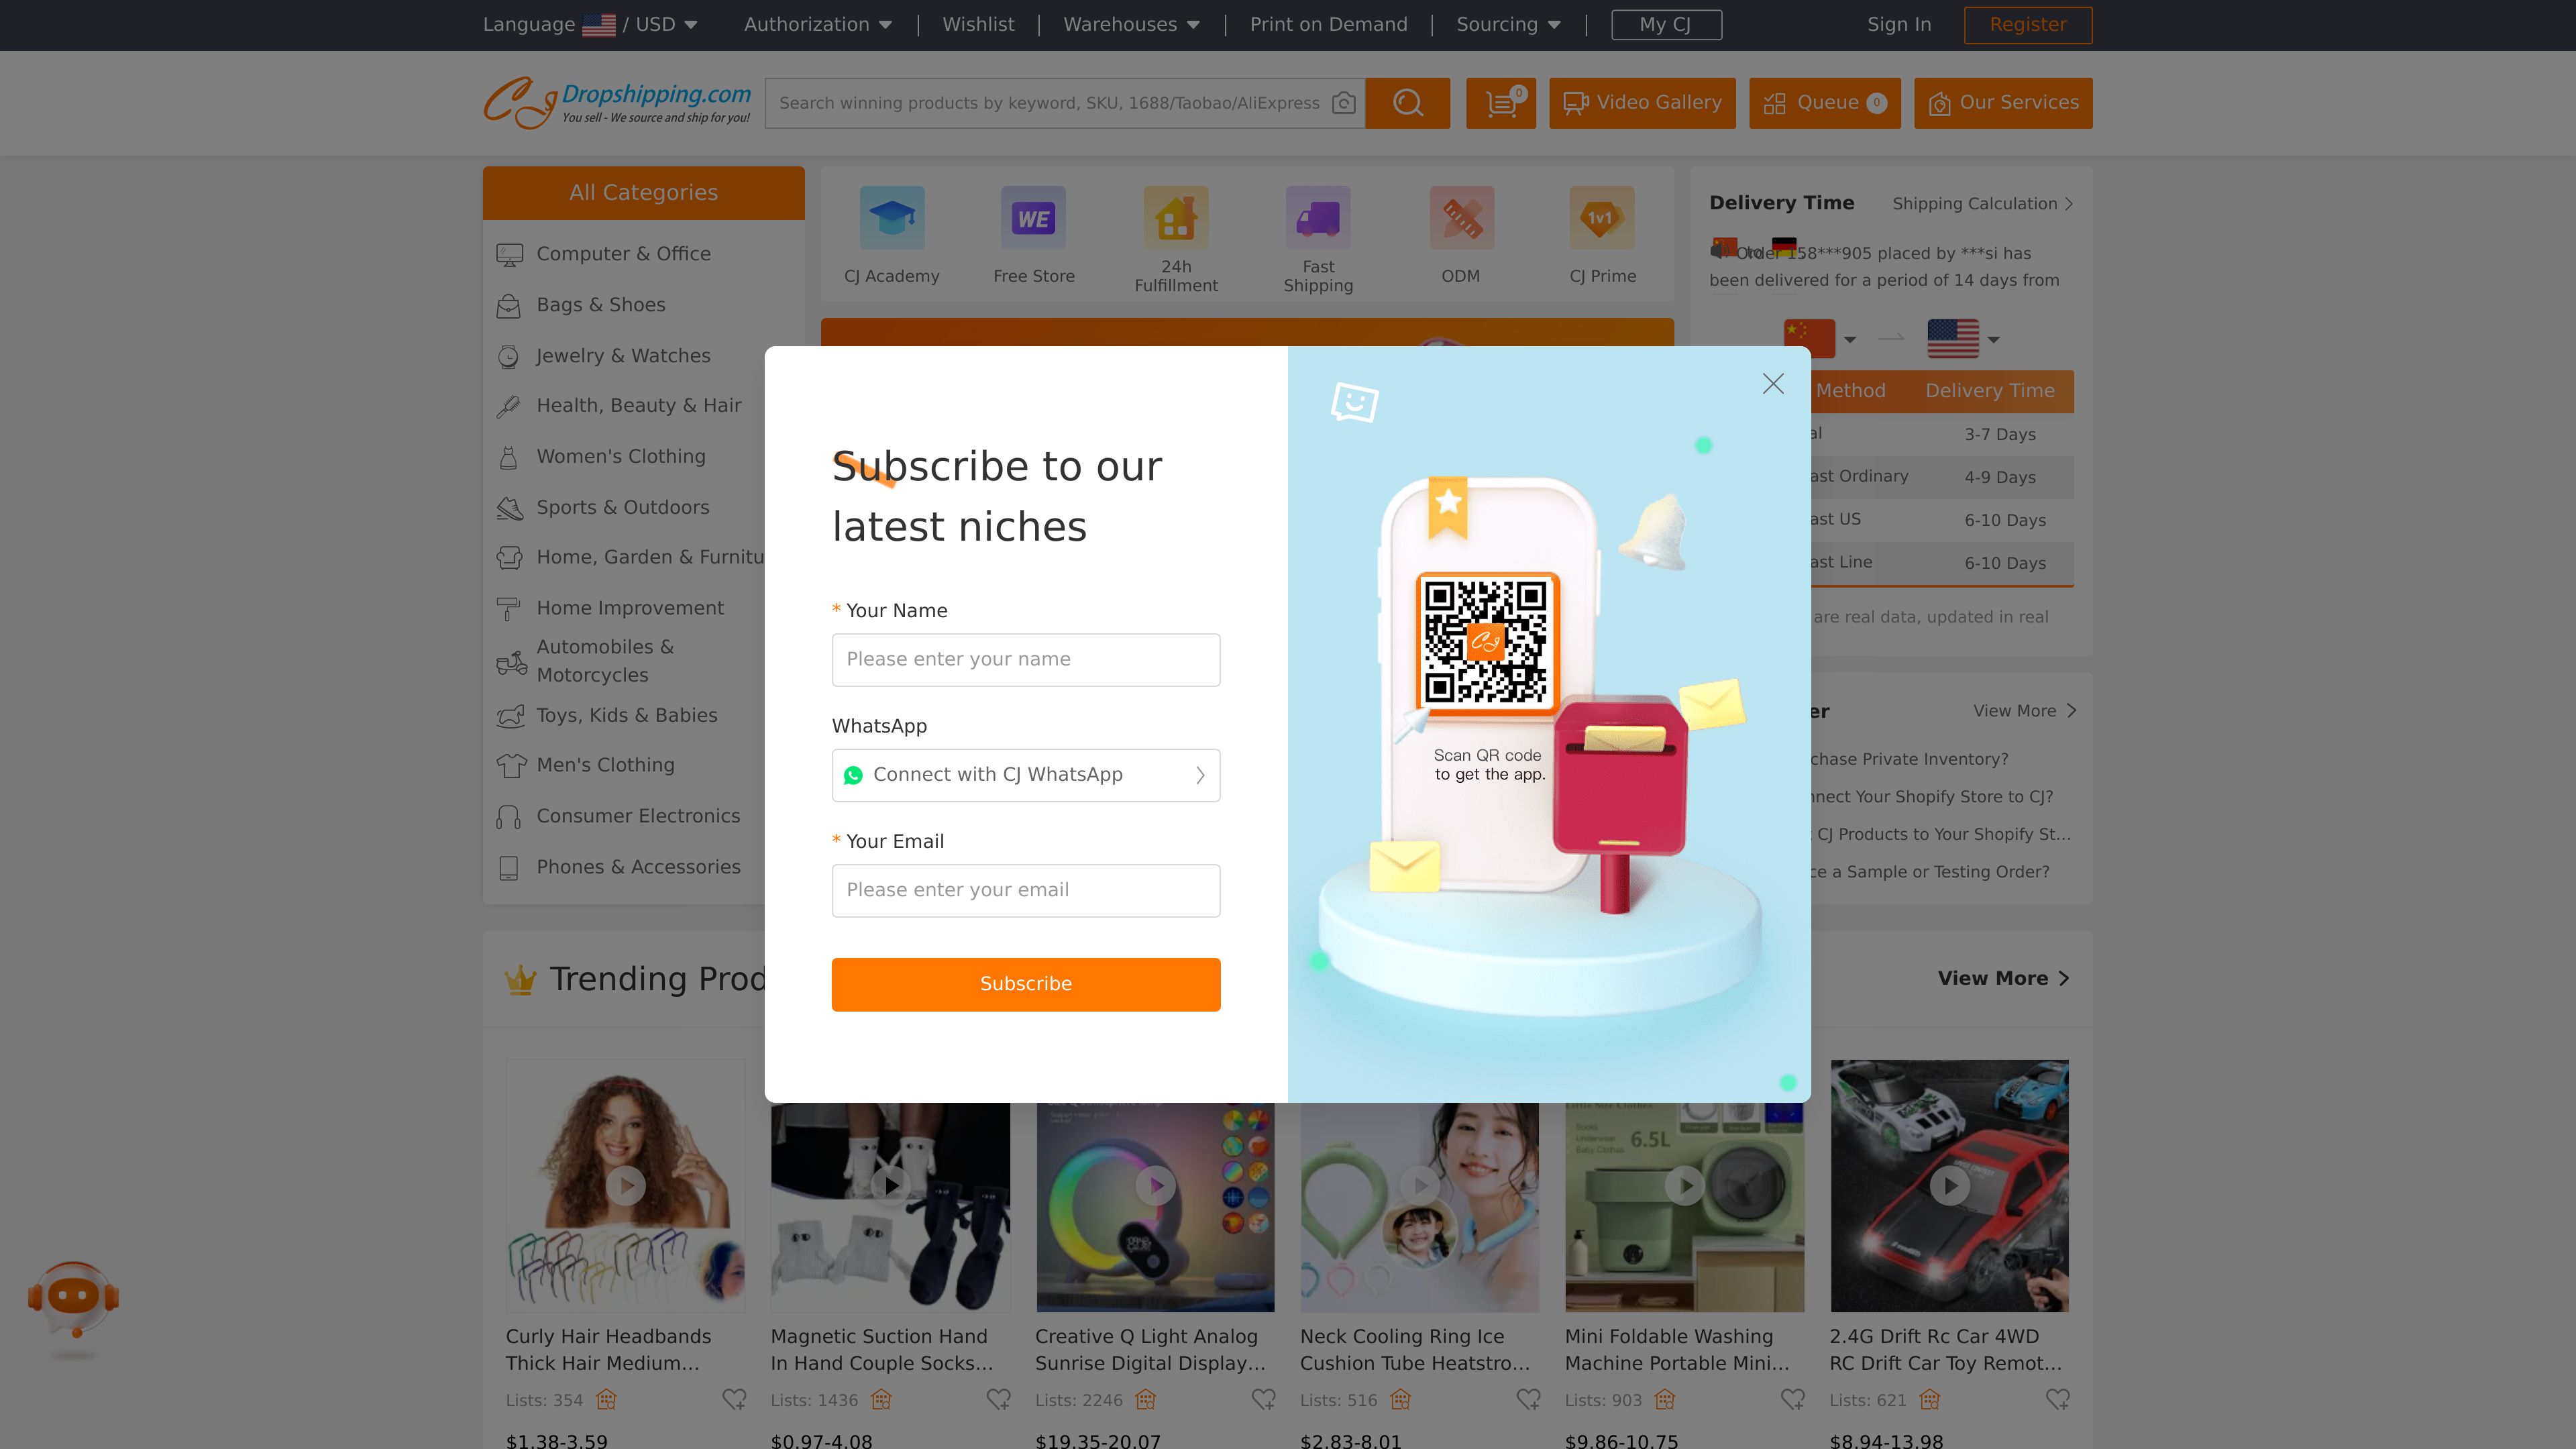 Language / USD
Authorization
Wishlist
Warehouses
Print on Demand
Sourcing
My CJ
Sign In
Register
CJ Dropshipping.com
You sell - We source and ship for you!
Search winning products by keyword, SKU, 1688/Taobao/AliExpress
0
Video Gallery
Queue 0
Our Services
All Categories
Computer & Office
Bags & Shoes
Jewelry & Watches
Health, Beauty & Hair
Women's Clothing
Sports & Outdoors
Home, Garden & Furnitu
Home Improvement
Automobiles &
Motorcycles
Toys, Kids & Babies
Men's Clothing
Consumer Electronics
Phones & Accessories
WE
1v1
CJ Academy
Free Store
24h
Fulfillment
Fast
Shipping
ODM
CJ Prime
Delivery Time
Shipping Calculation
to
Order 158***905 placed by ***si has
been delivered for a period of 14 days from
Method
Delivery Time
al
3-7 Days
ast Ordinary
4-9 Days
ast US
6-10 Days
ast Line
6-10 Days
are real data, updated in real
er
View More
chase Private Inventory?
nnect Your Shopify Store to CJ?
CJ Products to Your Shopify St...
ce a Sample or Testing Order?
Subscribe to our
latest niches
* Your Name
Please enter your name
WhatsApp
Connect with CJ WhatsApp
* Your Email
Please enter your email
Subscribe
CJ
Scan QR code
to get the app.
Trending Prod
View More
6.5L
Curly Hair Headbands
Thick Hair Medium...
Lists: 354
$1.38-3.59
Magnetic Suction Hand
In Hand Couple Socks...
Lists: 1436
$0.97-4.08
Creative Q Light Analog
Sunrise Digital Display...
Lists: 2246
$19.35-20.07
Neck Cooling Ring Ice
Cushion Tube Heatstro...
Lists: 516
$2.83-8.01
Mini Foldable Washing
Machine Portable Mini...
Lists: 903
$9.86-10.75
2.4G Drift Rc Car 4WD
RC Drift Car Toy Remot...
Lists: 621
$8.94-13.98